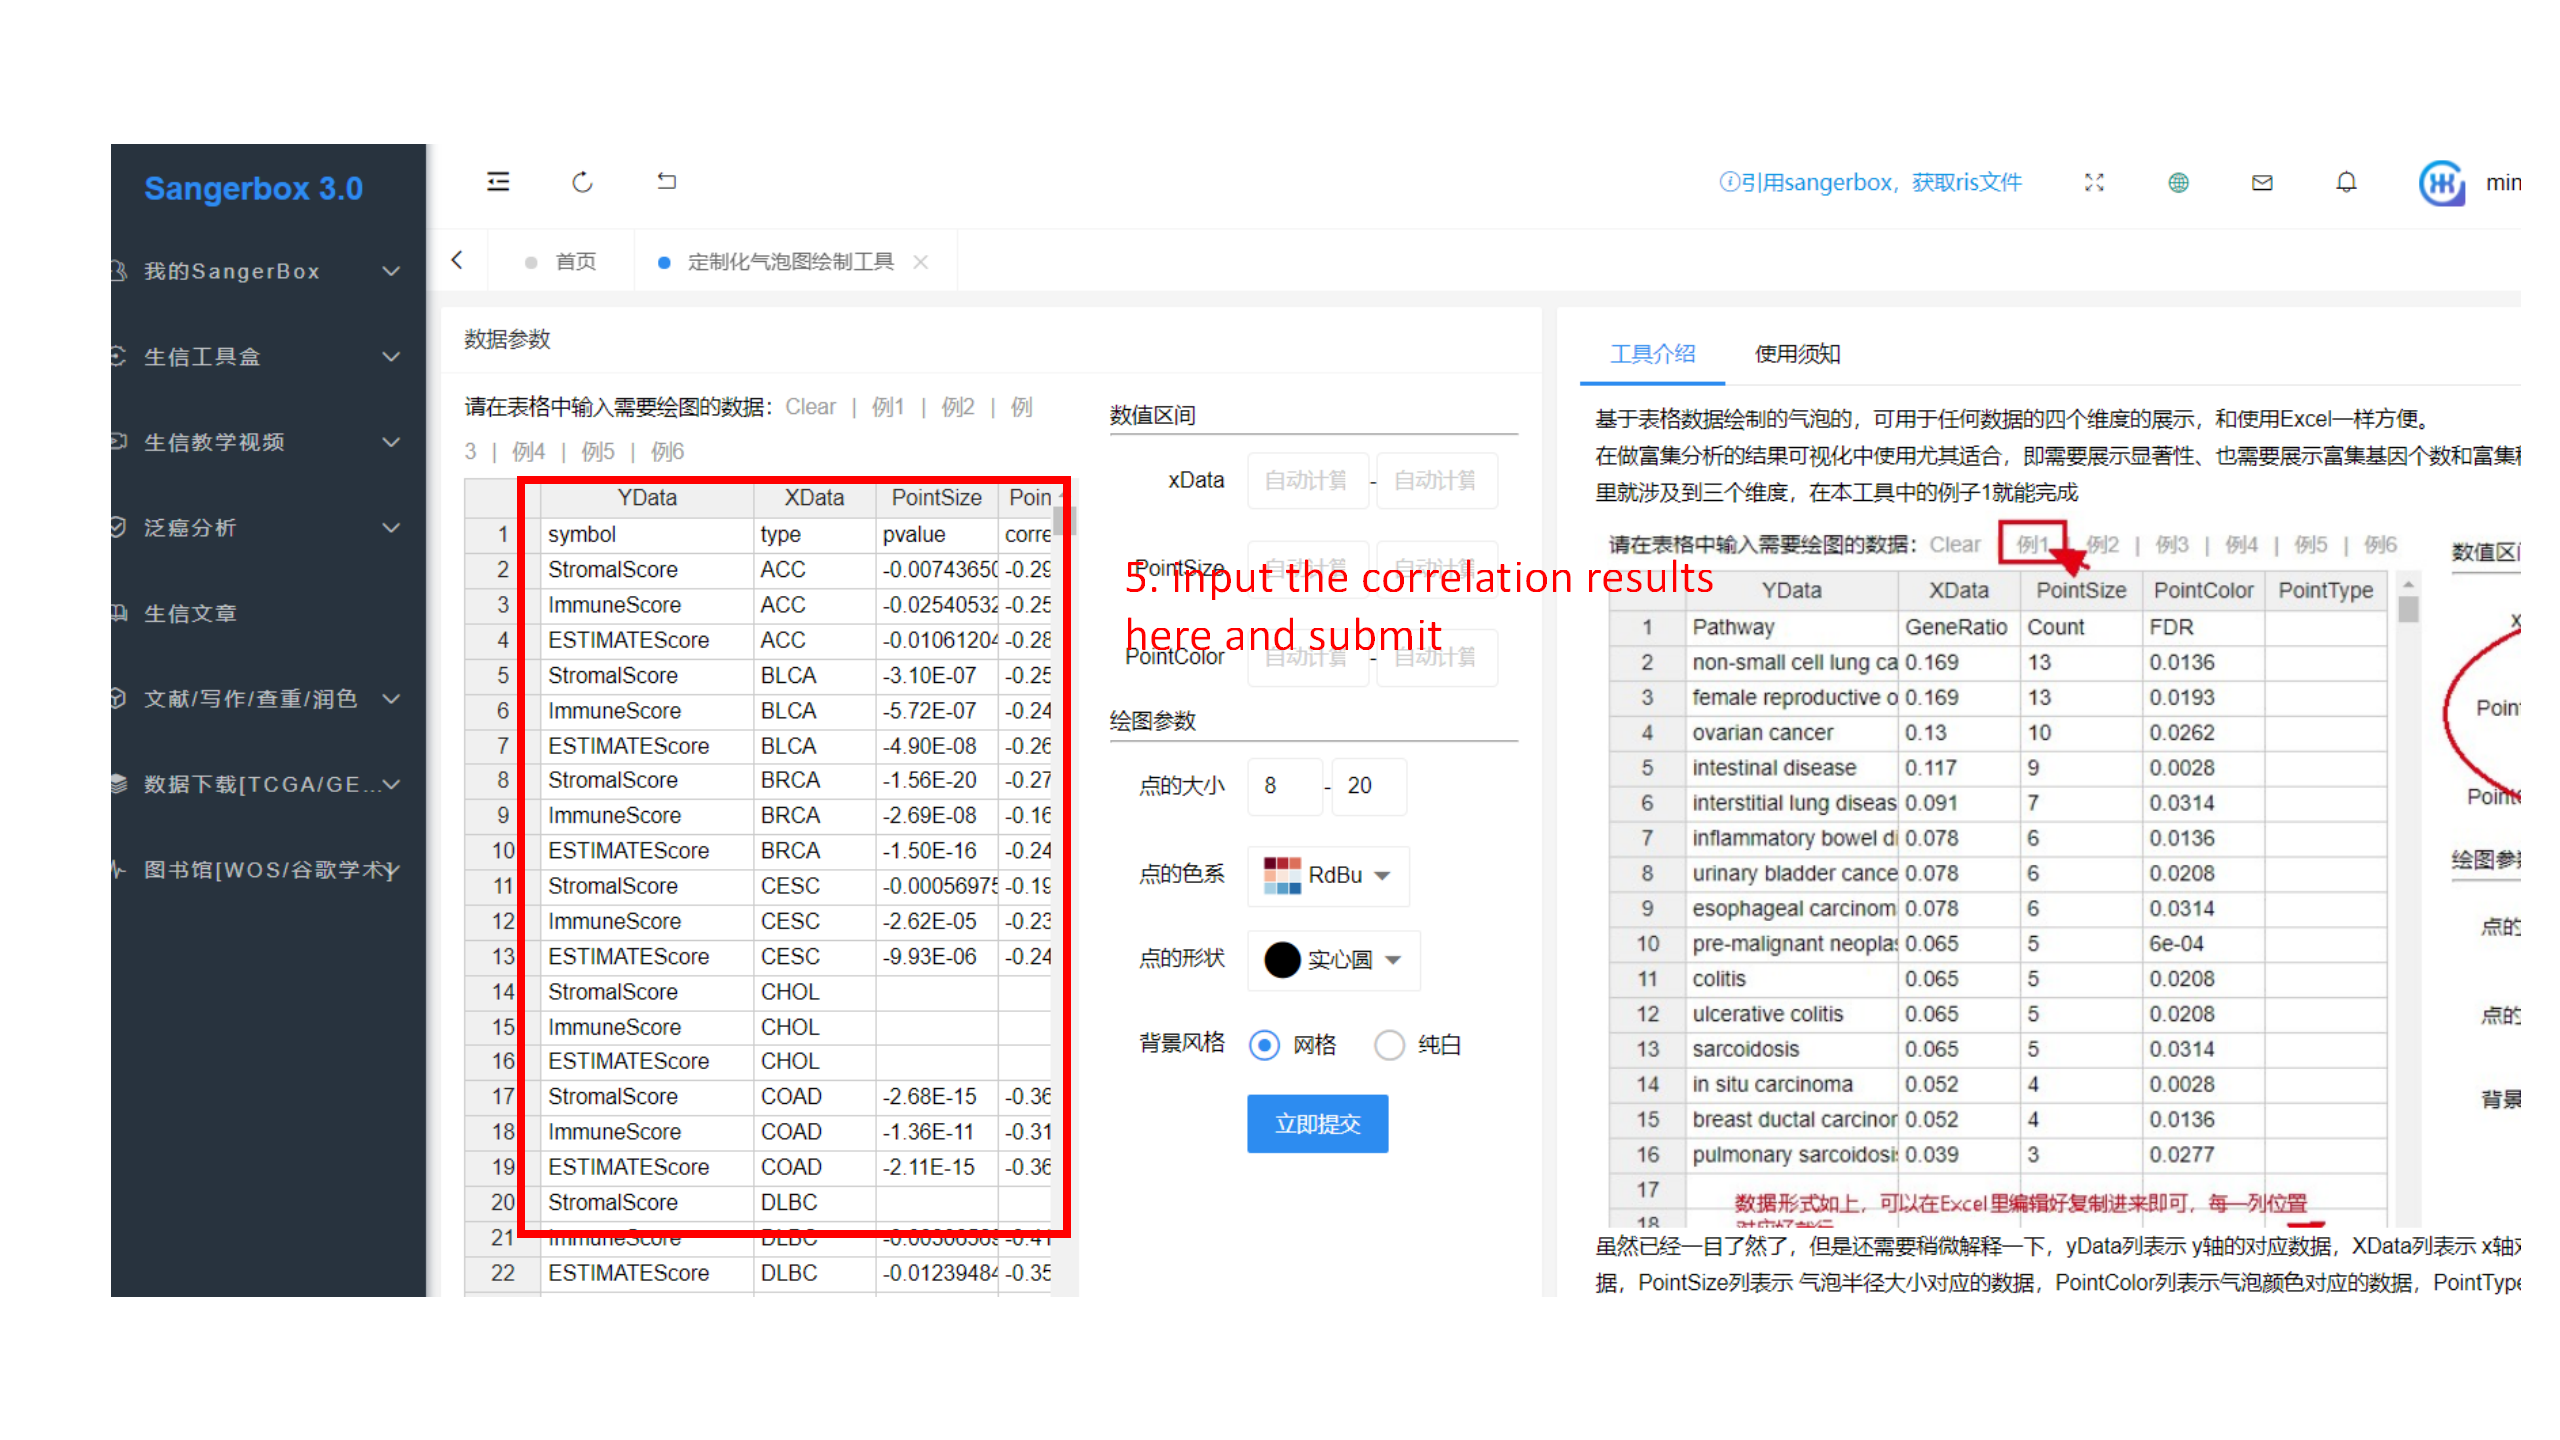 Sangerbox 3.0
引用sangerbox，获取ris文件
min
我的SangerBox
生信工具盒
生信教学视频
泛癌分析
生信文章
文献/写作/查重/润色
数据下载[TCGA/GE...
图书馆[WOS/谷歌学术]
首页
定制化气泡图绘制工具
数据参数
请在表格中输入需要绘图的数据：Clear | 例1 | 例2 | 例
3 | 例4 | 例5 | 例6
YData XData PointSize Poin
1 symbol type pvalue corre
2 StromalScore ACC -0.00743650 -0.29
3 ImmuneScore ACC -0.02540532 -0.25
4 ESTIMATEScore ACC -0.01061204 -0.28
5 StromalScore BLCA -3.10E-07 -0.25
6 ImmuneScore BLCA -5.72E-07 -0.24
7 ESTIMATEScore BLCA -4.90E-08 -0.26
8 StromalScore BRCA -1.56E-20 -0.27
9 ImmuneScore BRCA -2.69E-08 -0.16
10 ESTIMATEScore BRCA -1.50E-16 -0.24
11 StromalScore CESC -0.00056975 -0.19
12 ImmuneScore CESC -2.62E-05 -0.23
13 ESTIMATEScore CESC -9.93E-06 -0.24
14 StromalScore CHOL
15 ImmuneScore CHOL
16 ESTIMATEScore CHOL
17 StromalScore COAD -2.68E-15 -0.36
18 ImmuneScore COAD -1.36E-11 -0.31
19 ESTIMATEScore COAD -2.11E-15 -0.36
20 StromalScore DLBC
21 ImmuneScore DLBC -0.41
22 ESTIMATEScore DLBC -0.01239484 -0.35
数值区间
xData 自动计算 - 自动计算
PointSize 自动计算 自动计算
PointColor 自动计算 - 自动计算
5. Input the correlation results
here and submit
绘图参数
点的大小 8 - 20
点的色系 RdBu
点的形状 实心圆
背景风格 网格 纯白
立即提交
工具介绍 使用须知
基于表格数据绘制的气泡的，可用于任何数据的四个维度的展示，和使用Excel一样方便。
在做富集分析的结果可视化中使用尤其适合，即需要展示显著性、也需要展示富集基因个数和富集
里就涉及到三个维度，在本工具中的例子1就能完成
请在表格中输入需要绘图的数据：Clear 例1 | 例2 | 例3 | 例4 | 例5 | 例6
YData XData PointSize PointColor PointType
1 Pathway GeneRatio Count FDR
2 non-small cell lung ca 0.169 13 0.0136
3 female reproductive o 0.169 13 0.0193
4 ovarian cancer 0.13 10 0.0262
5 intestinal disease 0.117 9 0.0028
6 interstitial lung diseas 0.091 7 0.0314
7 inflammatory bowel di 0.078 6 0.0136
8 urinary bladder cance 0.078 6 0.0208
9 esophageal carcinom 0.078 6 0.0314
10 pre-malignant neoplas 0.065 5 6e-04
11 colitis 0.065 5 0.0208
12 ulcerative colitis 0.065 5 0.0208
13 sarcoidosis 0.065 5 0.0314
14 in situ carcinoma 0.052 4 0.0028
15 breast ductal carcinor 0.052 4 0.0136
16 pulmonary sarcoidosi 0.039 3 0.0277
17
18
数据形式如上，可以在Excel里编辑好复制进来即可，每一列位置
对应好就行
数值区
X
Poin
Point
绘图参
点的
点的
背景
虽然已经一目了然了，但是还需要稍微解释一下，yData列表示 y轴的对应数据，XData列表示 x轴
据，PointSize列表示 气泡半径大小对应的数据，PointColor列表示气泡颜色对应的数据，PointType